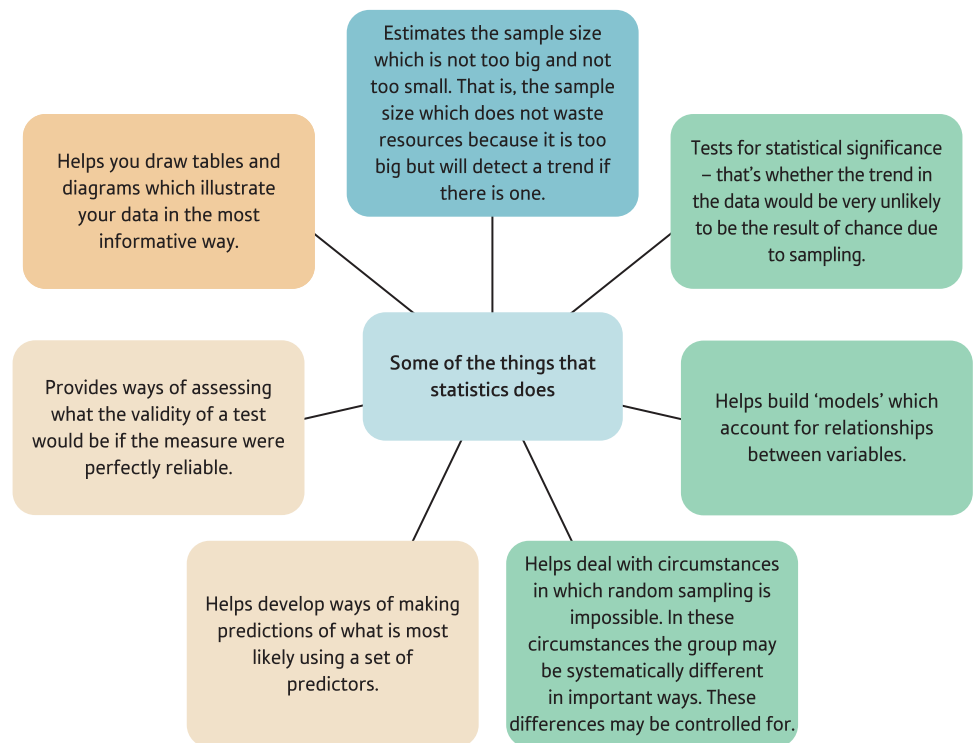 Estimates the sample size
which is not too big and not
too small. That is, the sample
size which does not waste
resources because it is too
big but will detect a trend if
there is one.
Helps you draw tables and
diagrams which illustrate
your data in the most
informative way.
Tests for statistical significance
– that’s whether the trend in
the data would be very unlikely
to be the result of chance due
to sampling.
Some of the things that
statistics does
Provides ways of assessing
what the validity of a test
would be if the measure were
perfectly reliable.
Helps build ‘models’ which
account for relationships
between variables.
Helps develop ways of making
predictions of what is most
likely using a set of
predictors.
Helps deal with circumstances
in which random sampling is
impossible. In these
circumstances the group may
be systematically different
in important ways. These
differences may be controlled for.